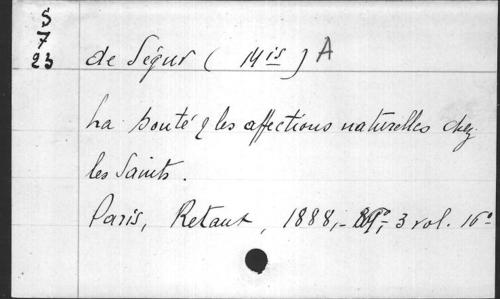 S
7
23
de Ségur (Mis) A
La bonté & les affections naturelles chez
les Saints.
Paris, Retaux, 1888,- 3 vol. 16°